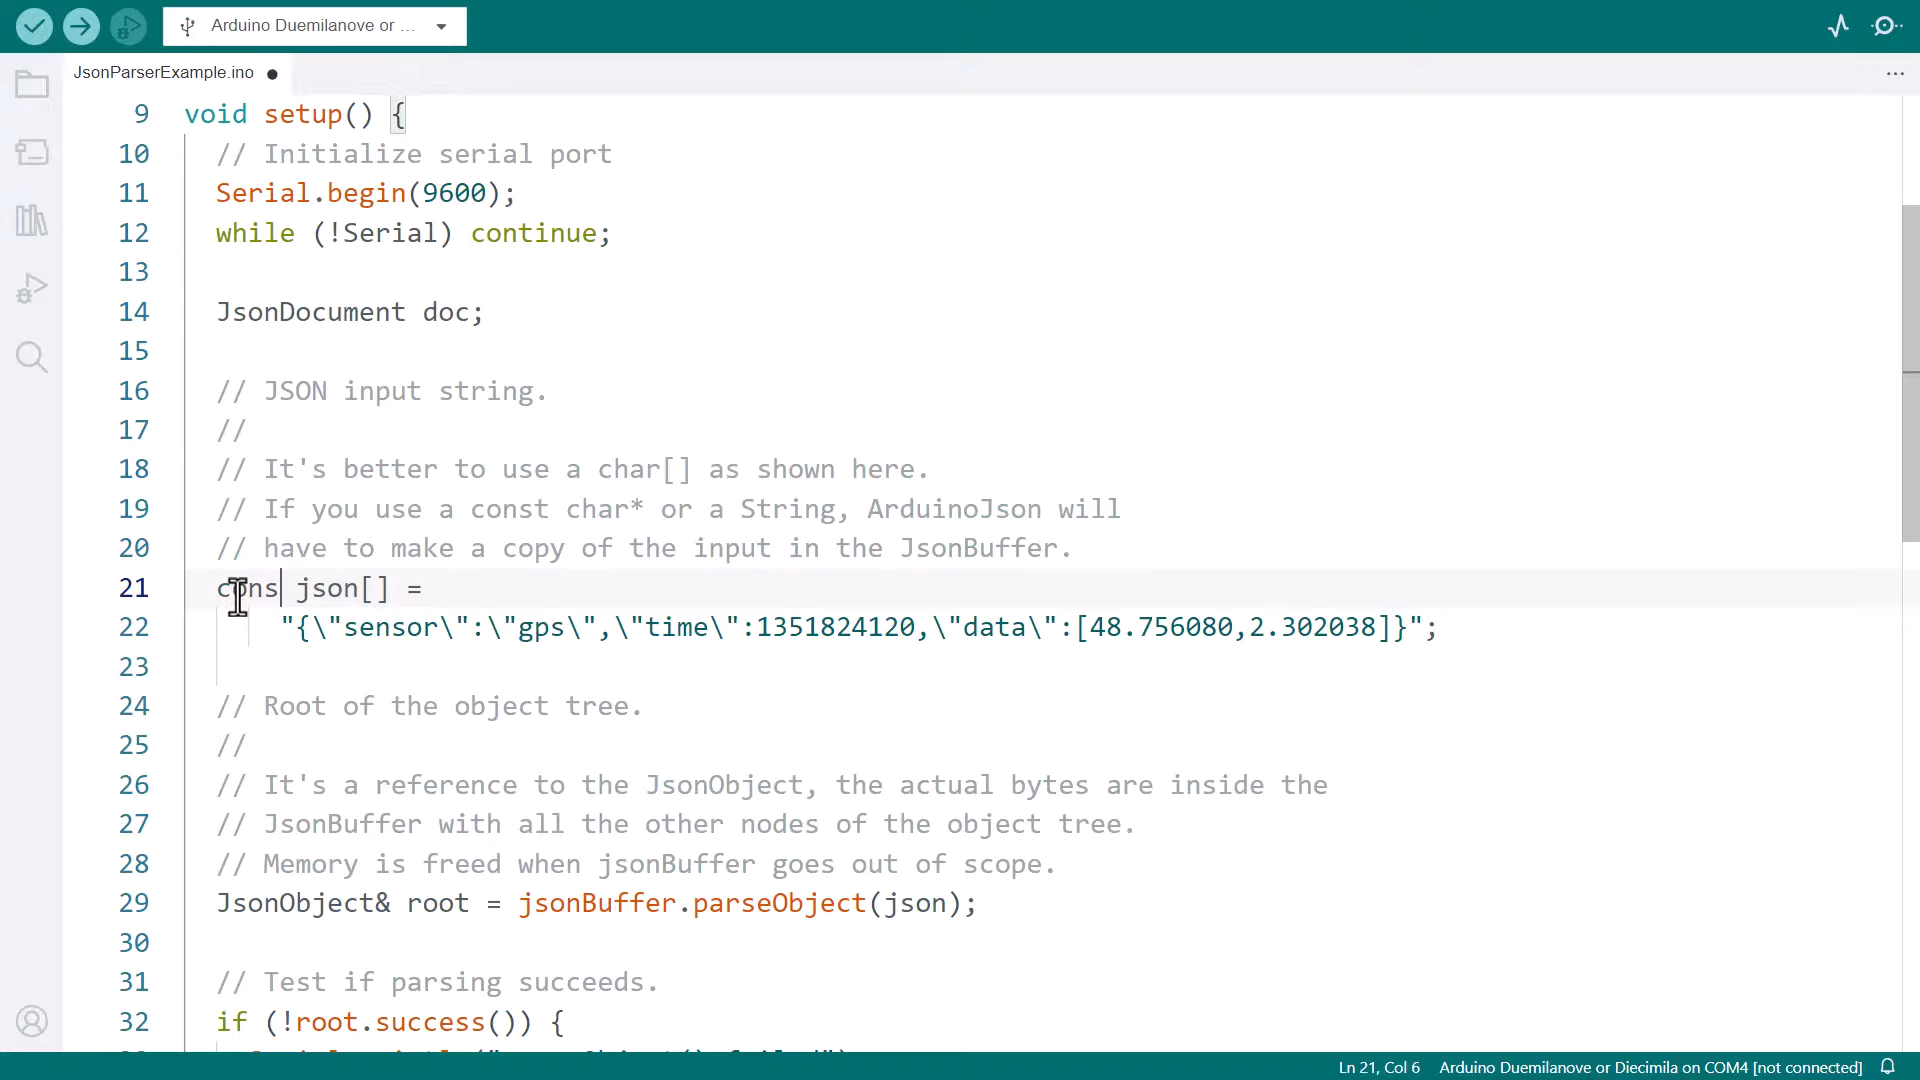 Arduino Duemilanove or ...
JsonParserExample.ino
9 void setup() {
10 // Initialize serial port
11 Serial.begin(9600);
12 while (!Serial) continue;
13
14 JsonDocument doc;
15
16 // JSON input string.
17 //
18 // It's better to use a char[] as shown here.
19 // If you use a const char* or a String, ArduinoJson will
20 // have to make a copy of the input in the JsonBuffer.
21 cons json[] =
22 "{\"sensor\":\"gps\",\"time\":1351824120,\"data\":[48.756080,2.302038]}";
23
24 // Root of the object tree.
25 //
26 // It's a reference to the JsonObject, the actual bytes are inside the
27 // JsonBuffer with all the other nodes of the object tree.
28 // Memory is freed when jsonBuffer goes out of scope.
29 JsonObject& root = jsonBuffer.parseObject(json);
30
31 // Test if parsing succeeds.
32 if (!root.success()) {
Ln 21, Col 6 Arduino Duemilanove or Diecimila on COM4 [not connected]